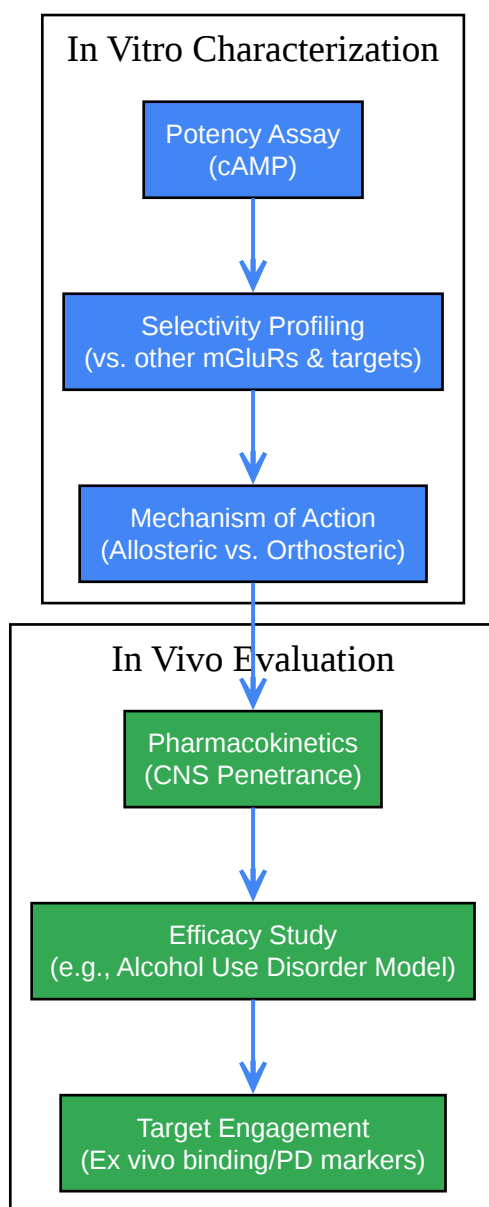 In Vitro Characterization
Potency Assay
(cAMP)
Selectivity Profiling
(vs. other mGluRs & targets)
Mechanism of Action
(Allosteric vs. Orthosteric)
In Vivo Evaluation
Pharmacokinetics
(CNS Penetrance)
Efficacy Study
(e.g., Alcohol Use Disorder Model)
Target Engagement
(Ex vivo binding/PD markers)